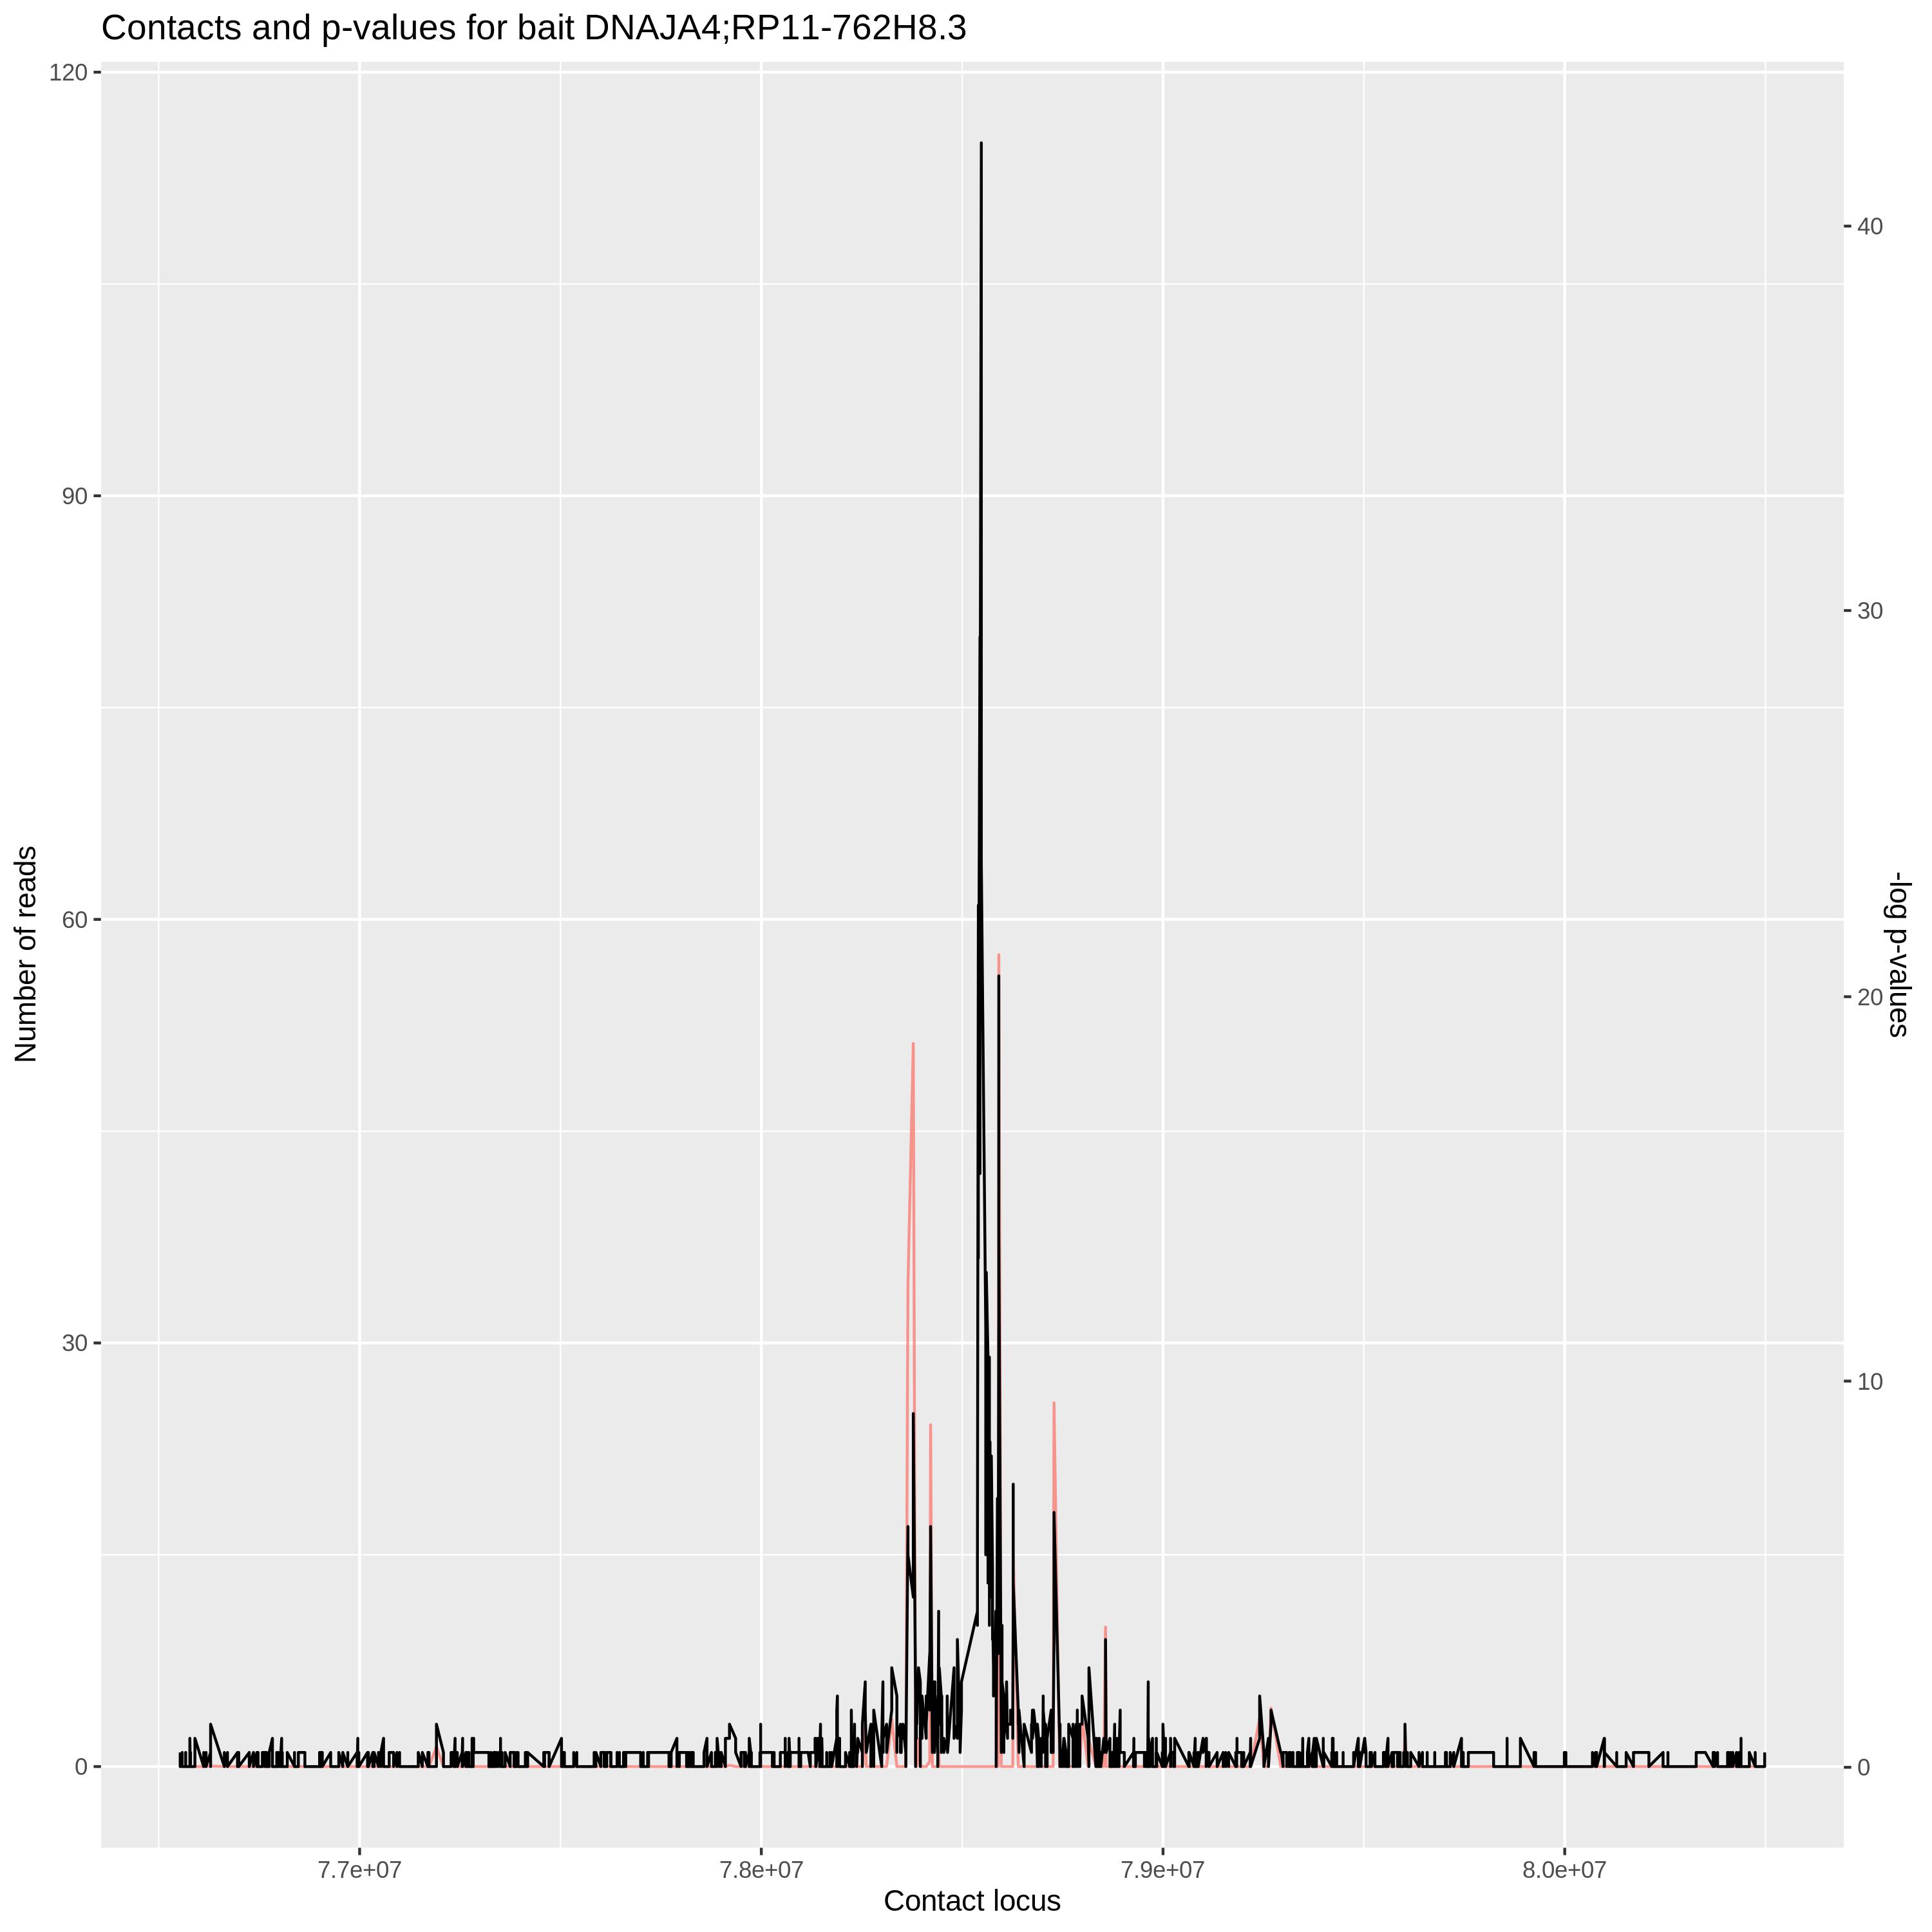 Contacts and p-values for bait DNAJA4;RP11-762H8.3
120
90
60
30
0
Number of reads
40
30
20
10
0
-log p-values
7.7e+07 7.8e+07 7.9e+07 8.0e+07
Contact locus